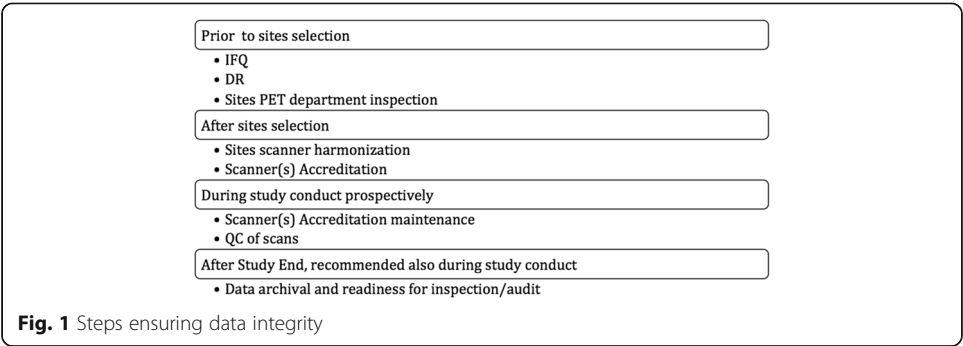 Prior to sites selection
• IFQ
• DR
• Sites PET department inspection
After sites selection
• Sites scanner harmonization
• Scanner(s) Accreditation
During study conduct prospectively
• Scanner(s) Accreditation maintenance
• QC of scans
After Study End, recommended also during study conduct
• Data archival and readiness for inspection/audit
Fig. 1 Steps ensuring data integrity